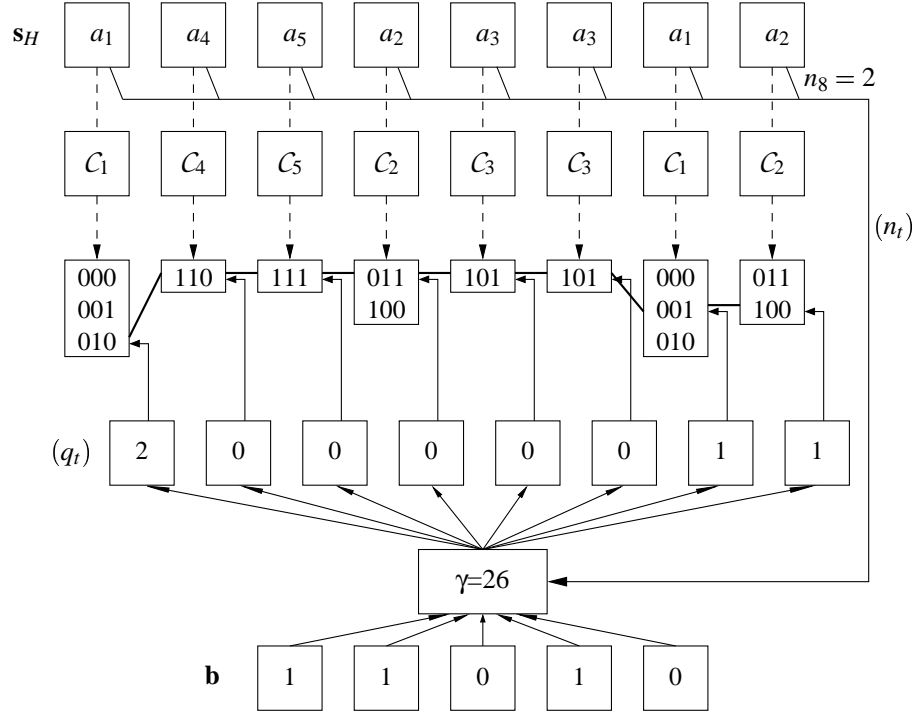 s_H a_1 a_4 a_5 a_2 a_3 a_3 a_1 a_2
n_8 = 2
C_1 C_4 C_5 C_2 C_3 C_3 C_1 C_2
(n_t)
000 110 111 011 101 101 000 011
001 100 001 100
010 010
(q_t) 2 0 0 0 0 0 1 1
γ=26
b 1 1 0 1 0